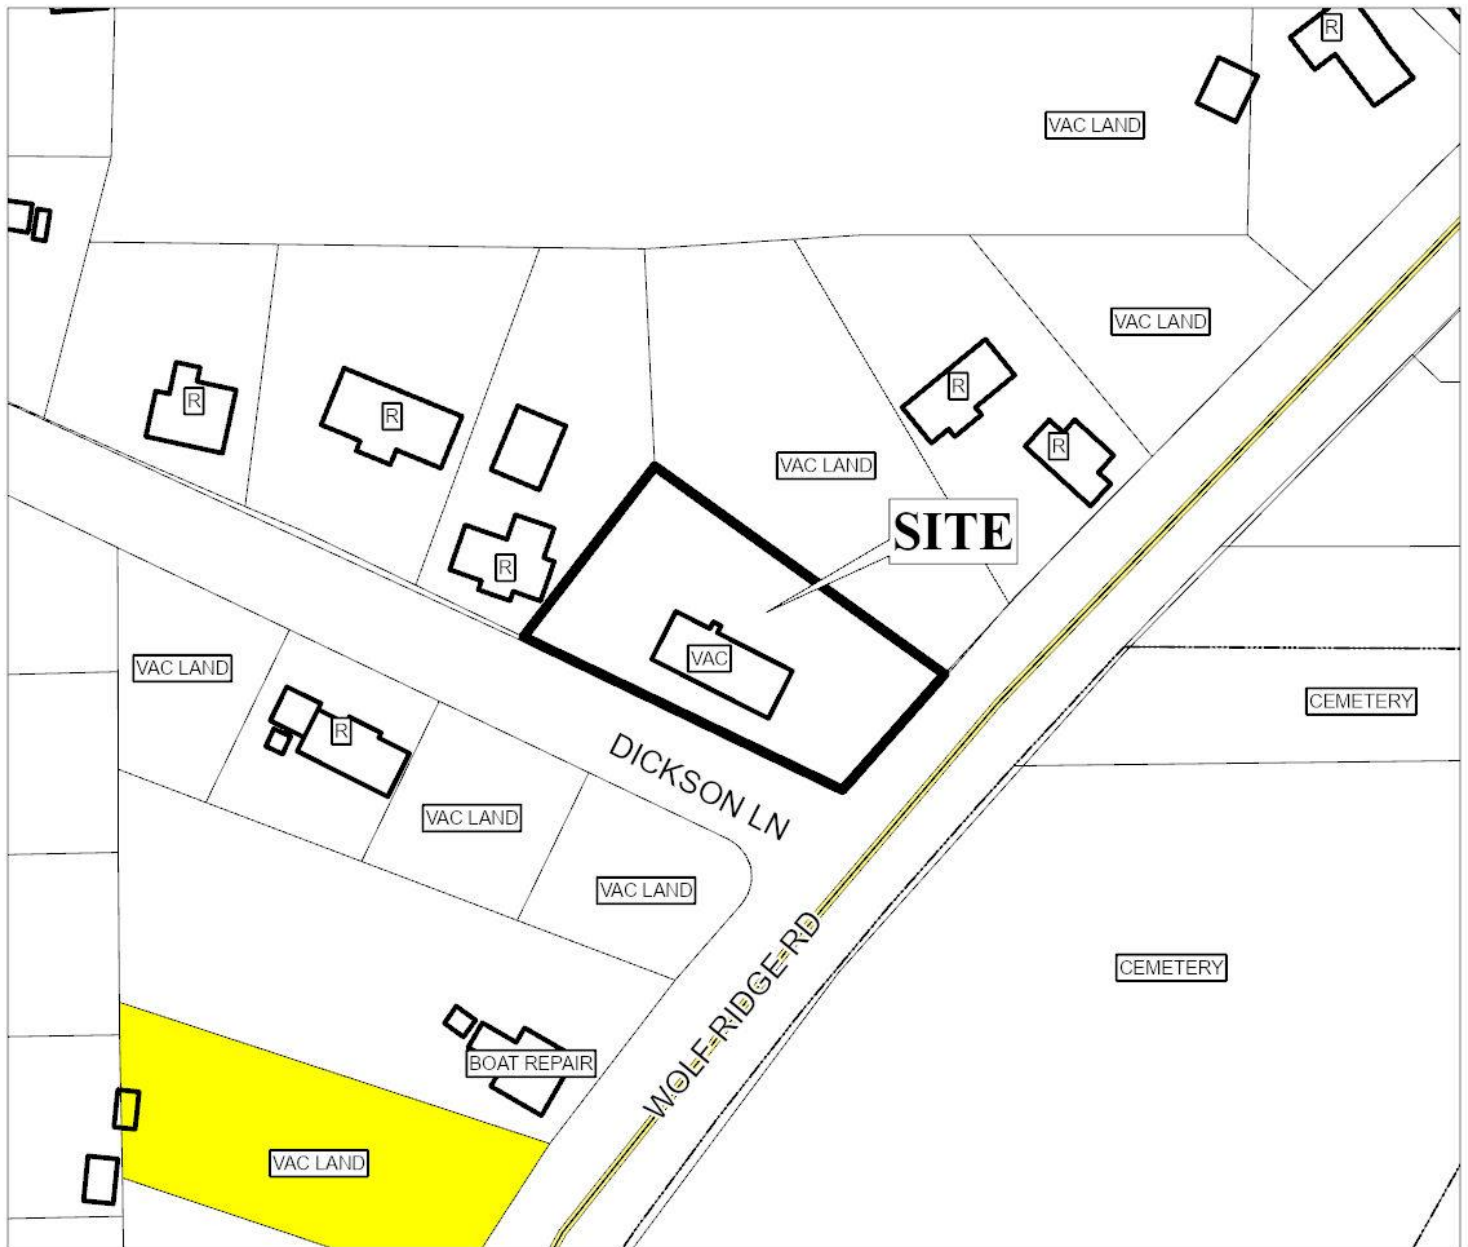 R
VAC LAND
VAC LAND
R
R
R
R
VAC LAND
SITE
R
VAC
VAC LAND
CEMETERY
R
DICKSON LN
VAC LAND
VAC LAND
WOLF RIDGE RD
CEMETERY
BOAT REPAIR
VAC LAND